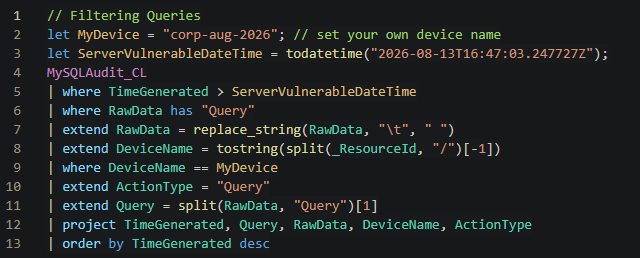 1 // Filtering Queries
2 let MyDevice = "corp-aug-2026"; // set your own device name
3 let ServerVulnerableDateTime = todatetime("2026-08-13T16:47:03.247727Z");
4 MySQLAudit_CL
5 | where TimeGenerated > ServerVulnerableDateTime
6 | where RawData has "Query"
7 | extend RawData = replace_string(RawData, "\t", " ")
8 | extend DeviceName = tostring(split(_ResourceId, "/")[-1])
9 | where DeviceName == MyDevice
10 | extend ActionType = "Query"
11 | extend Query = split(RawData, "Query")[1]
12 | project TimeGenerated, Query, RawData, DeviceName, ActionType
13 | order by TimeGenerated desc